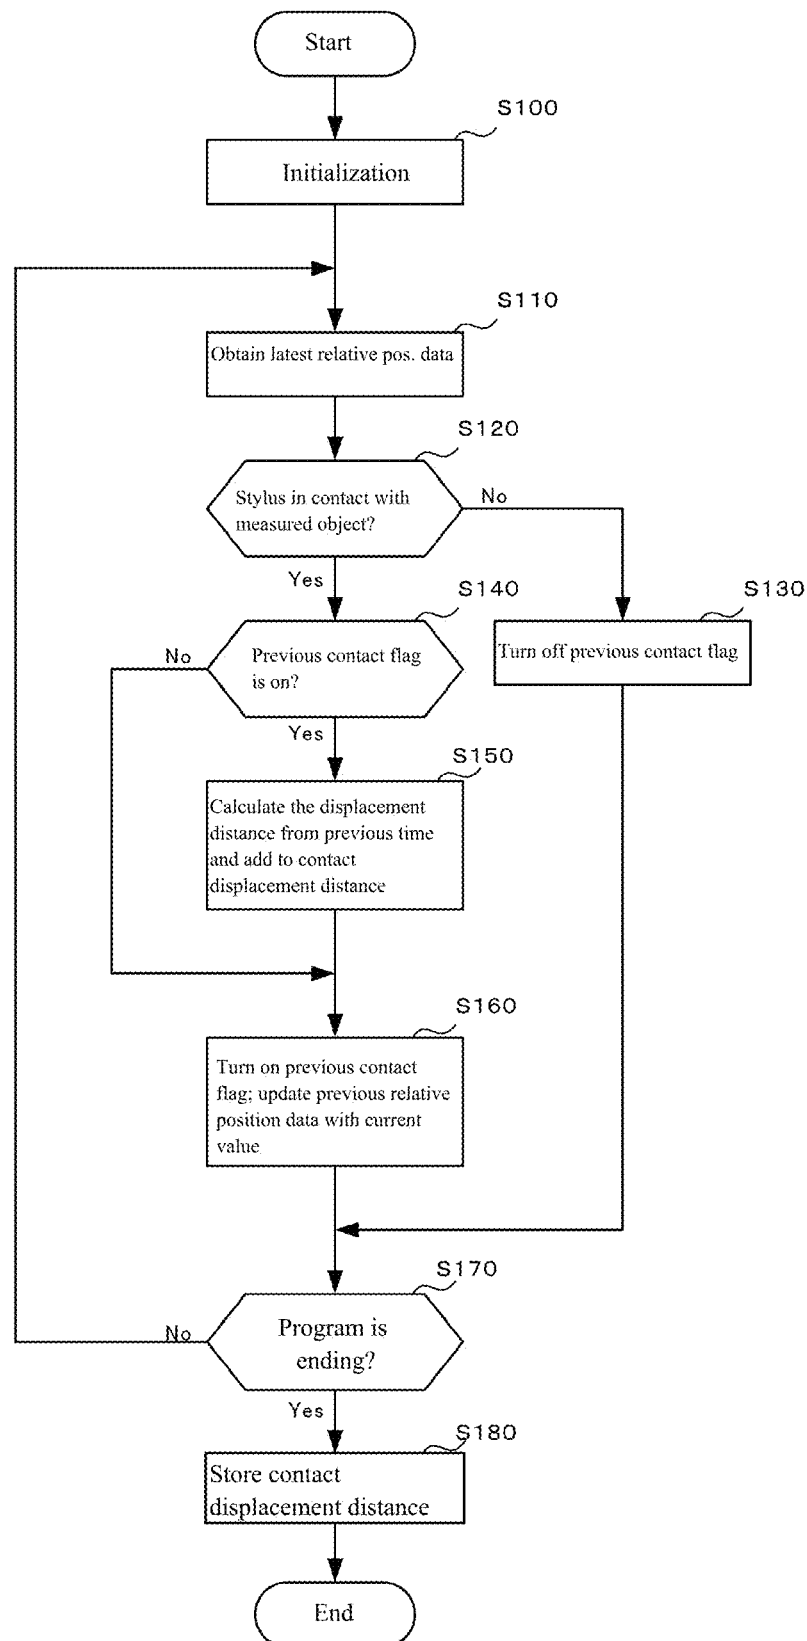 Start
S100
Initialization
S110
Obtain latest relative pos. data
S120
Stylus in contact with
measured object?
No
Yes
S140
S130
Previous contact flag
is on?
No
Turn off previous contact flag
Yes
S150
Calculate the displacement
distance from previous time
and add to contact
displacement distance
S160
Turn on previous contact
flag; update previous relative
position data with current
value
S170
Program is
ending?
No
Yes
S180
Store contact
displacement distance
End